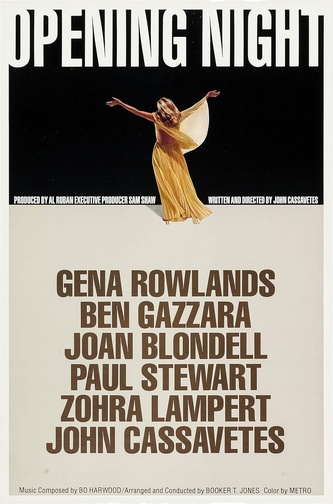 OPENING NIGHT
PRODUCED BY AL RUBAN EXECUTIVE PRODUCER SAM SHAW WRITTEN AND DIRECTED BY JOHN CASSAVETES
GENA ROWLANDS
BEN GAZZARA
JOAN BLONDELL
PAUL STEWART
ZOHRA LAMPERT
JOHN CASSAVETES
Music Composed by BO HARWOOD/Arranged and Conducted by BOOKER T. JONES Color by METRO